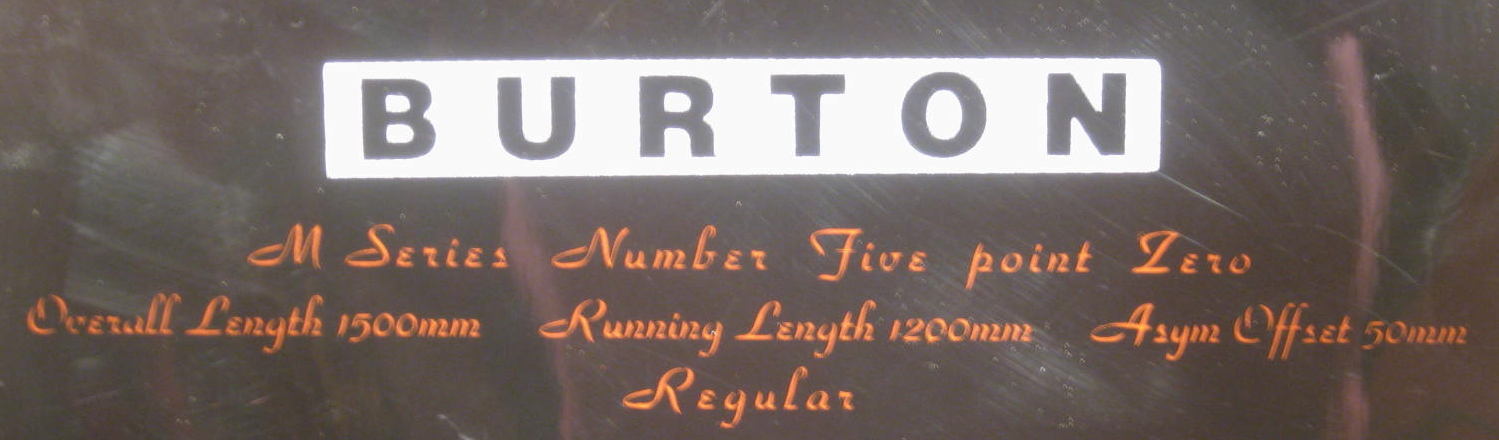 BURTON
M Series Number Five point Zero
Overall Length 1500mm Running Length 1200mm Asym Offset 50mm
Regular